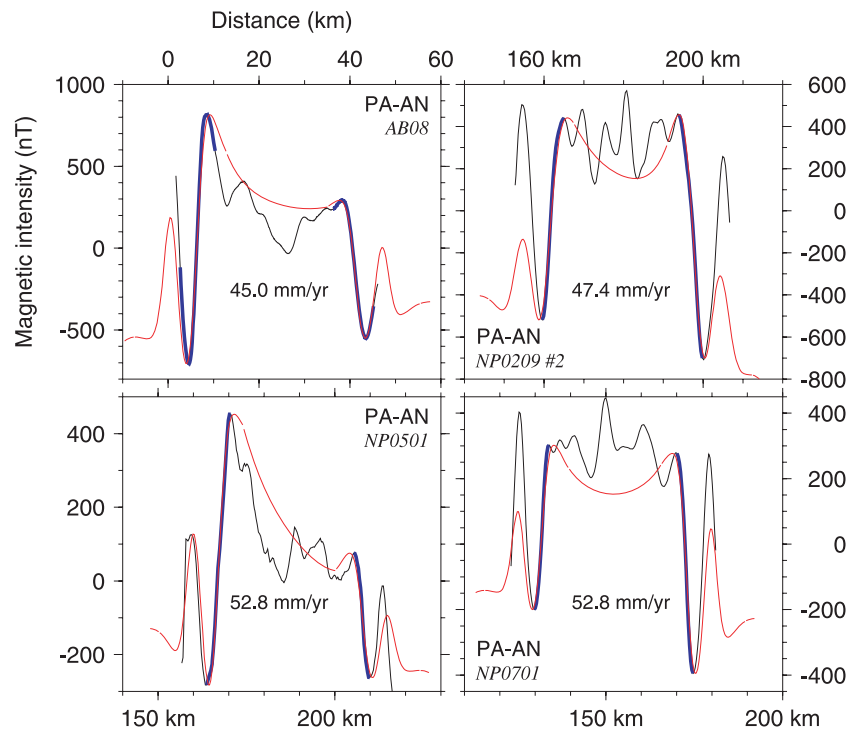 Distance (km)
0 20 40 60
160 km 200 km
Magnetic intensity (nT)
1000
500
0
-500
PA-AN
AB08
45.0 mm/yr
600
400
200
0
-200
-400
-600
-800
47.4 mm/yr
PA-AN
NP0209 #2
400
200
0
-200
PA-AN
NP0501
52.8 mm/yr
400
200
0
-200
-400
52.8 mm/yr
PA-AN
NP0701
150 km 200 km
150 km 200 km